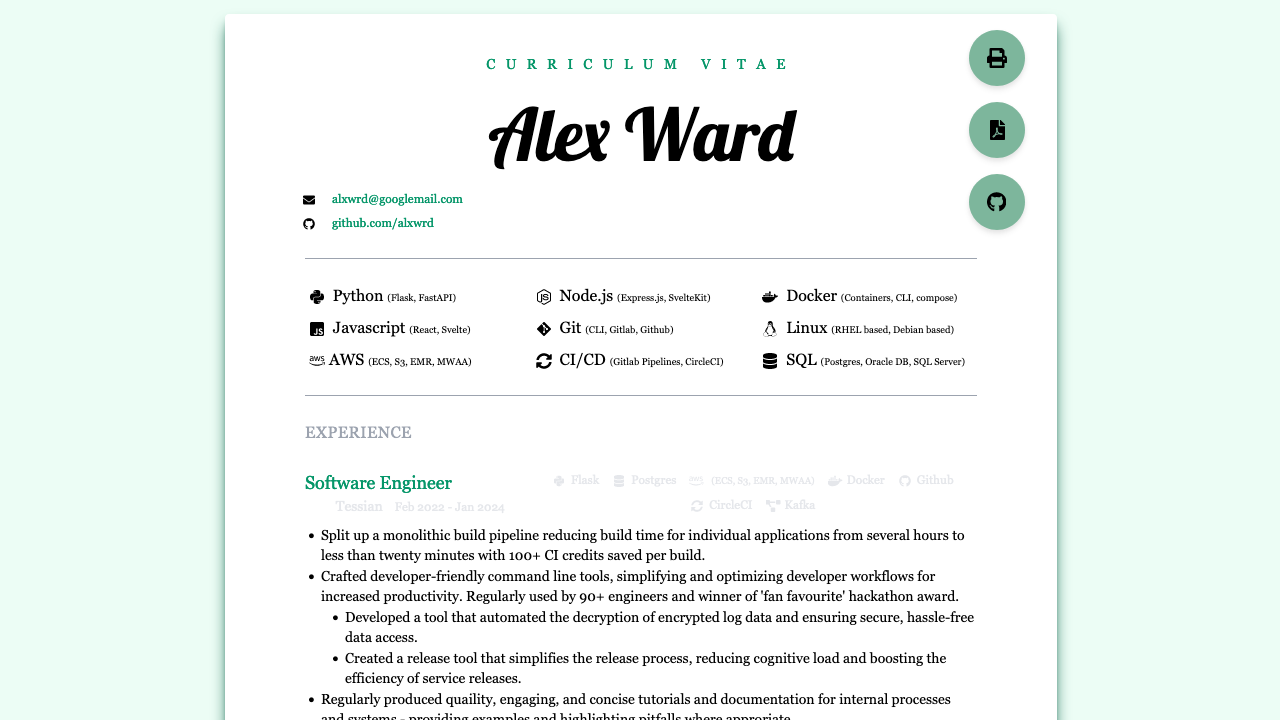 CURRICULUM VITAE
Alex Ward
alxwrd@googlemail.com
github.com/alxwrd
Python (Flask, FastAPI)
Node.js (Express.js, SvelteKit)
Docker (Containers, CLI, compose)
Javascript (React, Svelte)
Git (CLI, Gitlab, Github)
Linux (RHEL based, Debian based)
AWS (ECS, S3, EMR, MWAA)
CI/CD (Gitlab Pipelines, CircleCI)
SQL (Postgres, Oracle DB, SQL Server)
EXPERIENCE
Software Engineer
Tessian Feb 2022 - Jan 2024
Flask Postgres (ECS, S3, EMR, MWAA) Docker Github
CircleCI Kafka
• Split up a monolithic build pipeline reducing build time for individual applications from several hours to
less than twenty minutes with 100+ CI credits saved per build.
• Crafted developer-friendly command line tools, simplifying and optimizing developer workflows for
increased productivity. Regularly used by 90+ engineers and winner of 'fan favourite' hackathon award.
• Developed a tool that automated the decryption of encrypted log data and ensuring secure, hassle-free
data access.
• Created a release tool that simplifies the release process, reducing cognitive load and boosting the
efficiency of service releases.
• Regularly produced quaility, engaging, and concise tutorials and documentation for internal processes
and systems - providing examples and highlighting pitfalls where approriate.